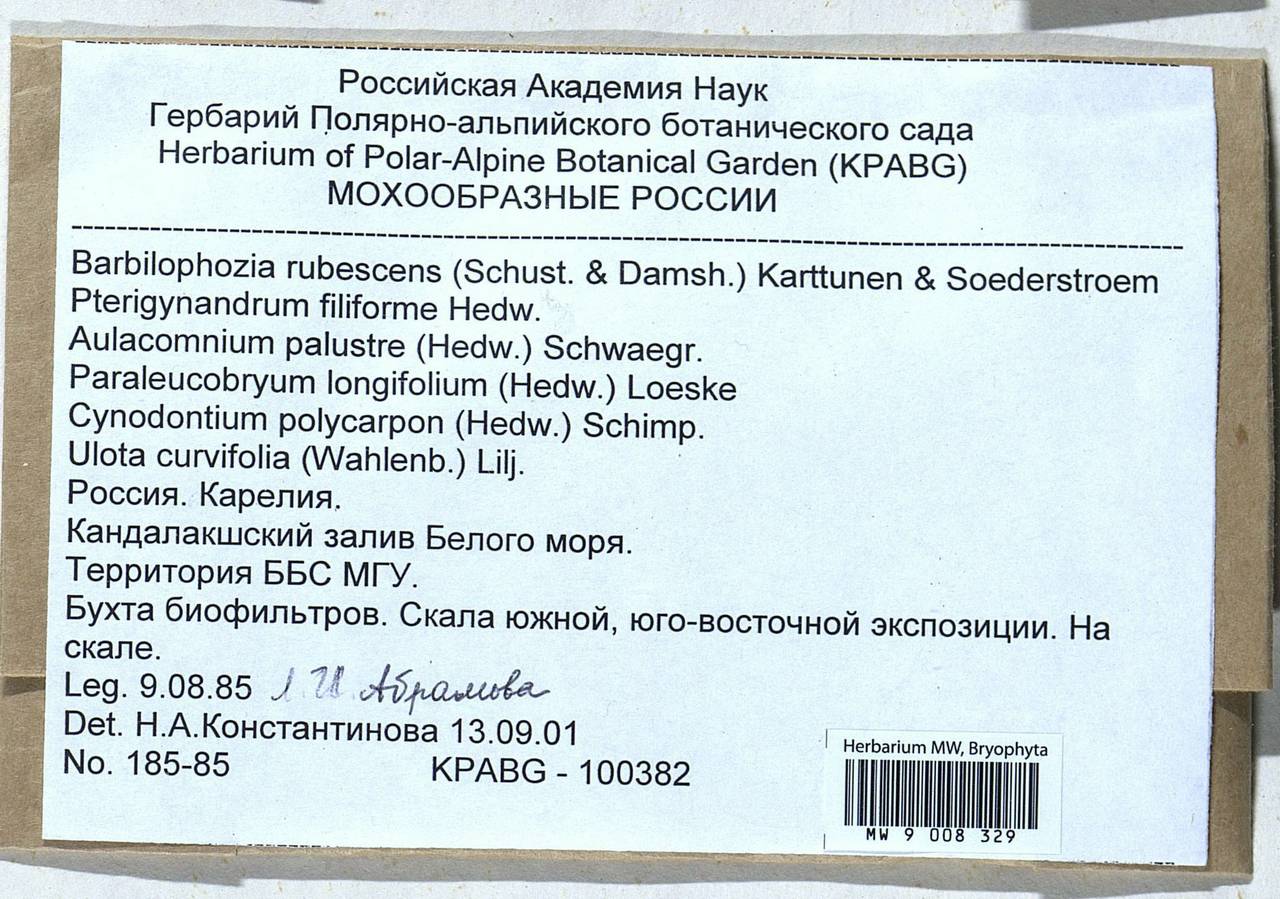 Российская Академия Наук
Гербарий Полярно-альпийского ботанического сада
Herbarium of Polar-Alpine Botanical Garden (KPABG)
МОХООБРАЗНЫЕ РОССИИ
Barbilophozia rubescens (Schust. & Damsh.) Karttunen & Soederstroem
Pterigynandrum filiforme Hedw.
Aulacomnium palustre (Hedw.) Schwaegr.
Paraleucobryum longifolium (Hedw.) Loeske
Cynodontium polycarpon (Hedw.) Schimp.
Ulota curvifolia (Wahlenb.) Lilj.
Россия. Карелия.
Кандалакшский залив Белого моря.
Территория ББС МГУ.
Бухта биофильтров. Скала южной, юго-восточной экспозиции. На
скале.
Leg. 9.08.85 Л И Абрамова
Det. Н.А.Константинова 13.09.01
No. 185-85 KPABG - 100382
Herbarium MW, Bryophyta
MW 9 008 329